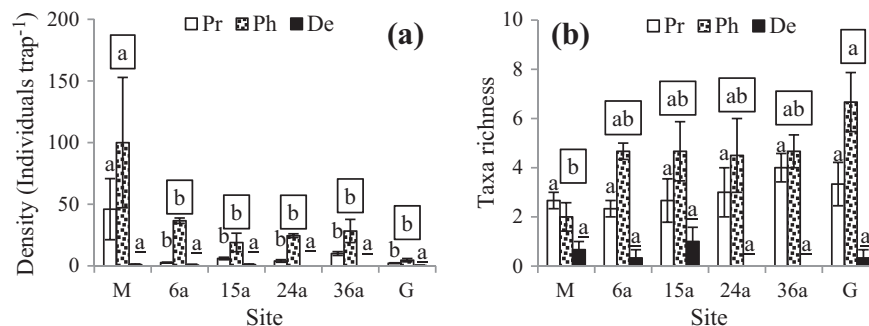 Density (Individuals trap⁻¹)
200
150
100
50
0
Pr Ph De
(a)
a
a a
b
b a
b
b a
b
b a
b
b a
b
b a
M 6a 15a 24a 36a G
Site
Taxa richness
10
8
6
4
2
0
Pr Ph De
(b)
b
a a
ab
a a
ab
a a
ab
a a
ab
a a
a
a a
M 6a 15a 24a 36a G
Site